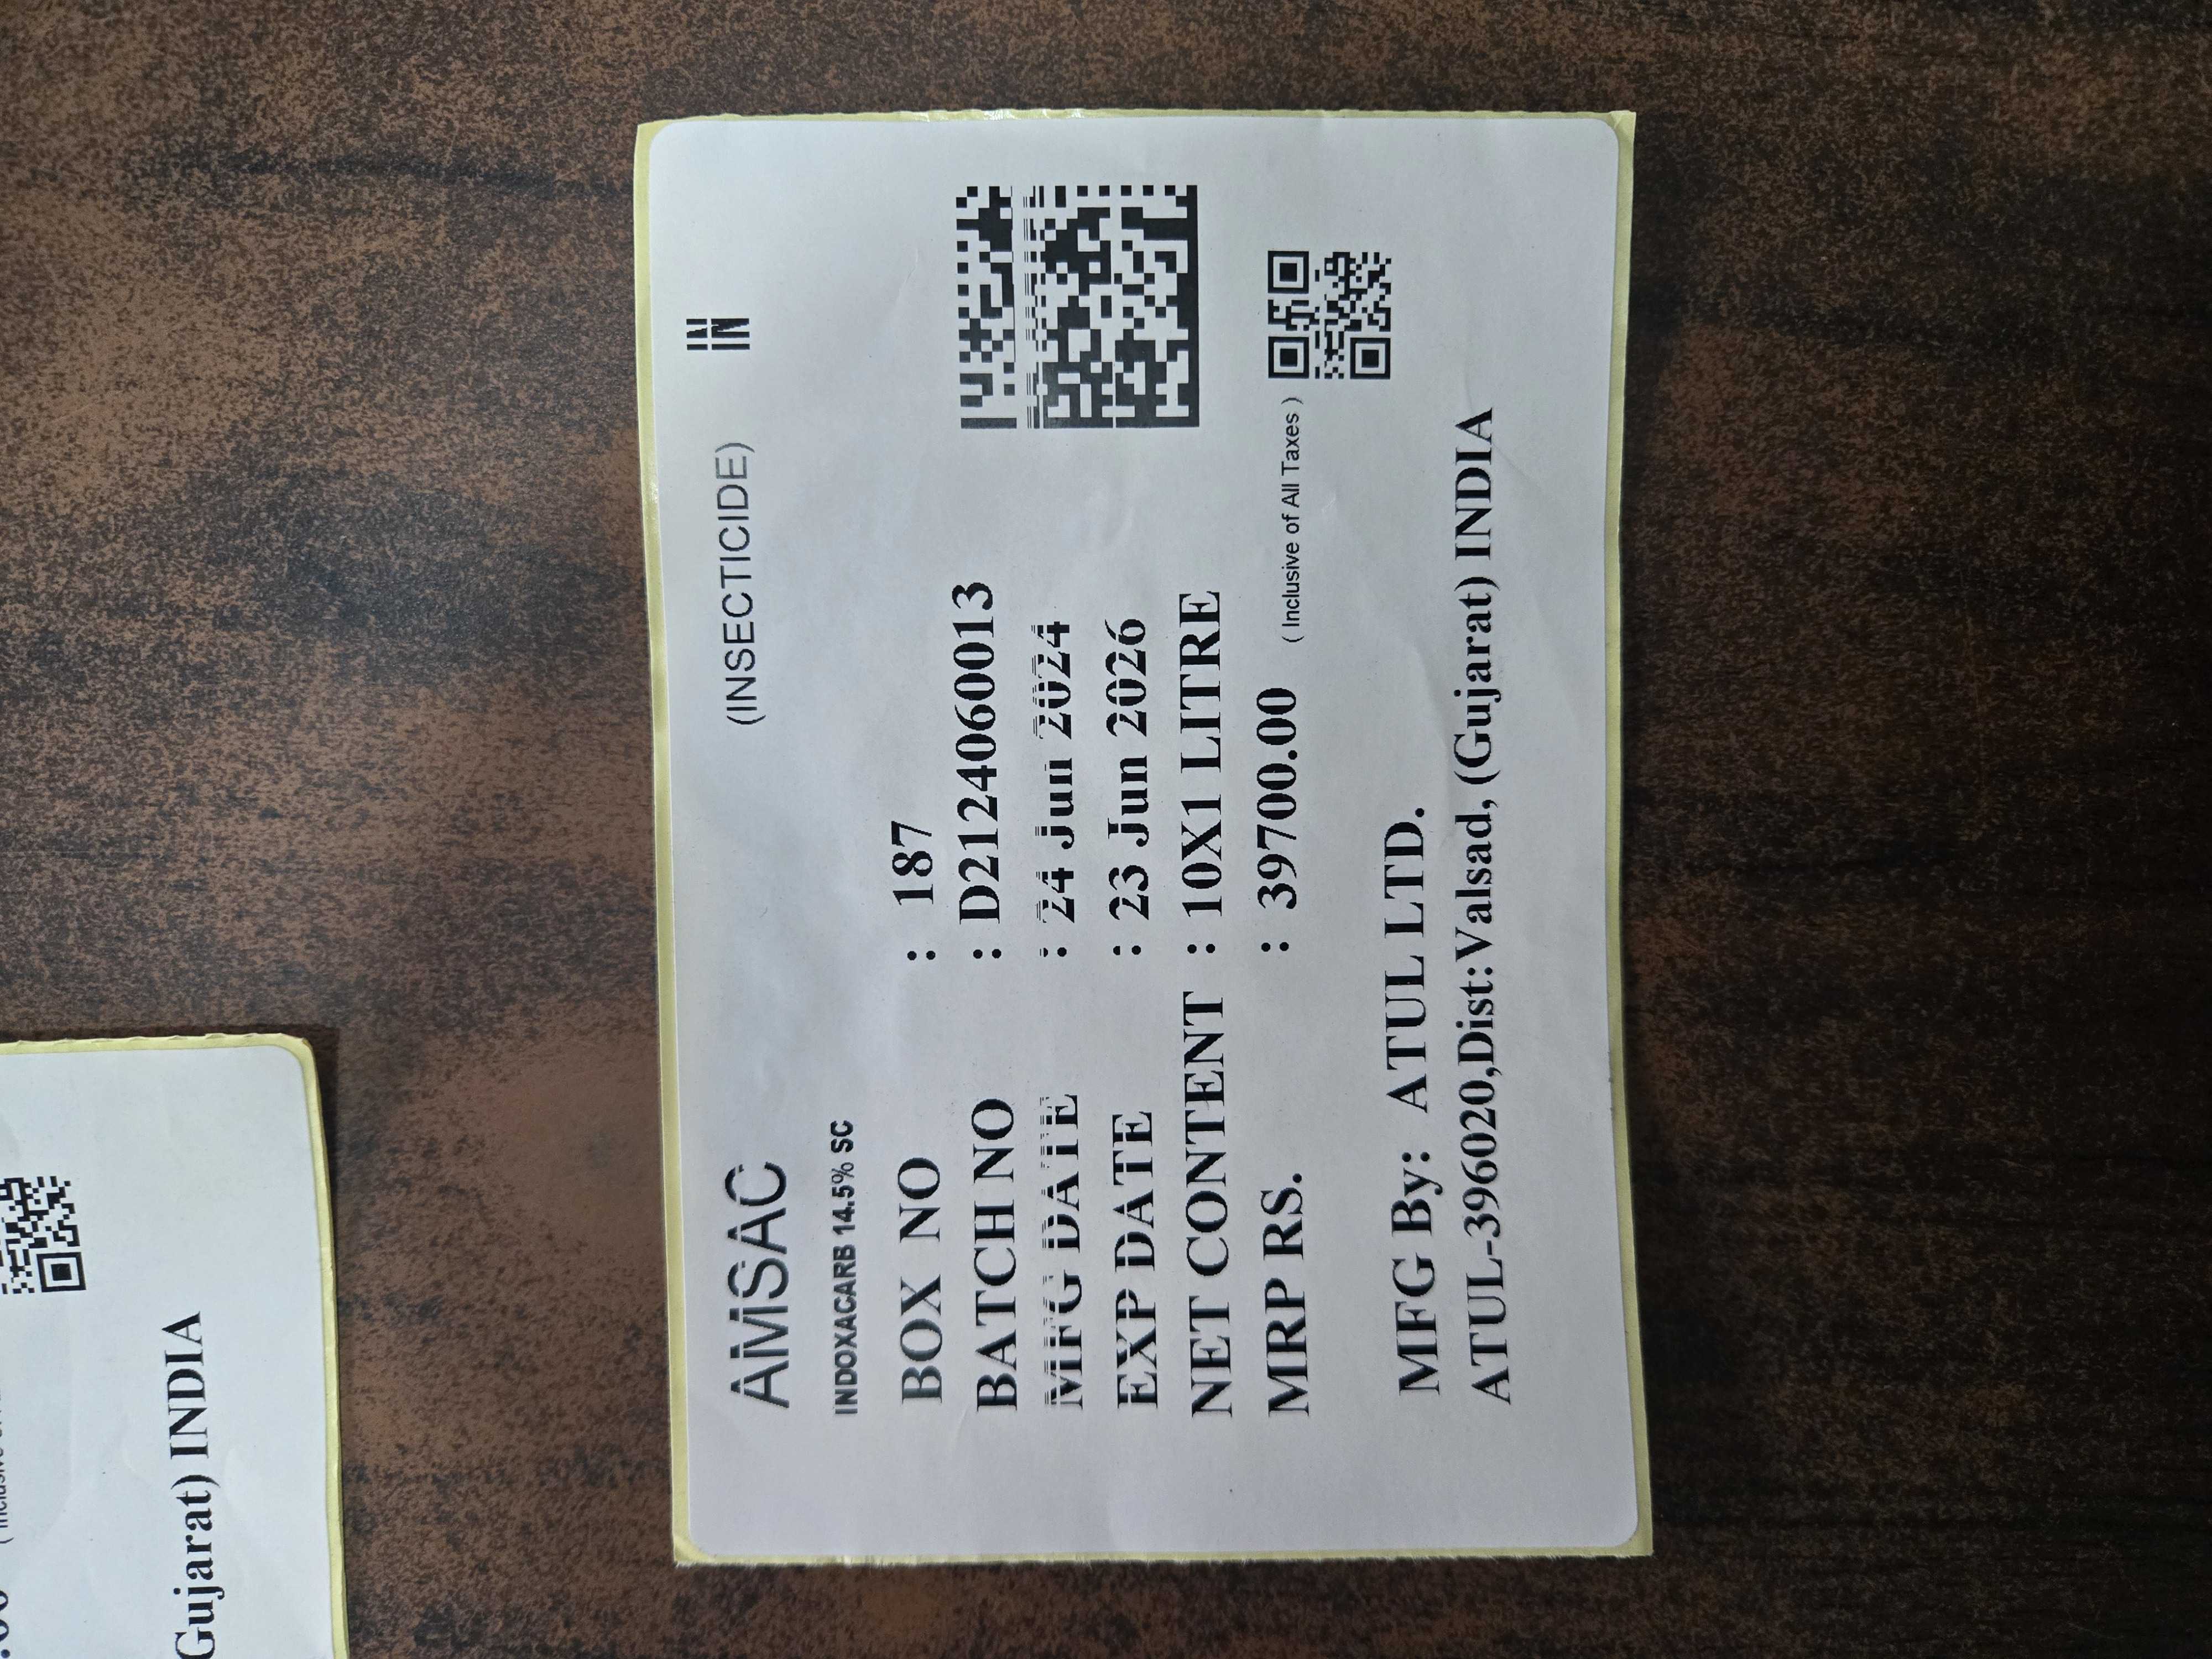 AMSAC (INSECTICIDE) IN
INDOXACARB 14.5% SC
BOX NO : 187
BATCH NO : D2124060013
MFG DATE : 24 Jun 2024
EXP DATE : 23 Jun 2026
NET CONTENT : 10X1 LITRE
MRP RS. : 39700.00 ( Inclusive of All Taxes )
MFG By: ATUL LTD.
ATUL-396020,Dist:Valsad, (Gujarat) INDIA
Gujarat) INDIA